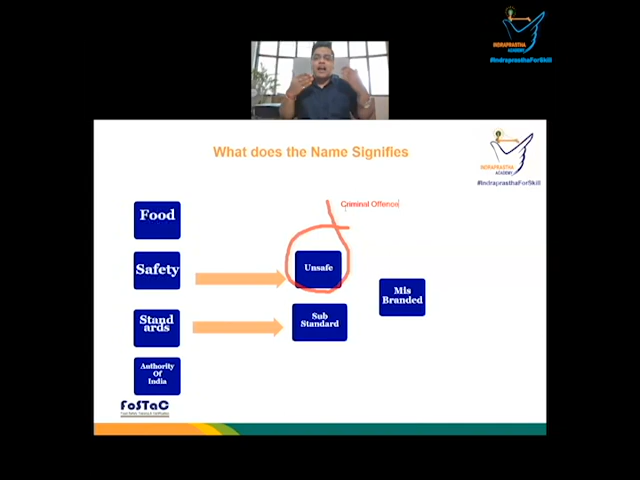 INDRAPRASTHA
ACADEMY
#IndraprasthaForSkill
What does the Name Signifies
INDRAPRASTHA
ACADEMY
#IndraprasthaForSkill
Criminal Offence
Food
Safety
Unsafe
Mis
Branded
Stand
ards
Sub
Standard
Authority
Of
India
FoSTaC